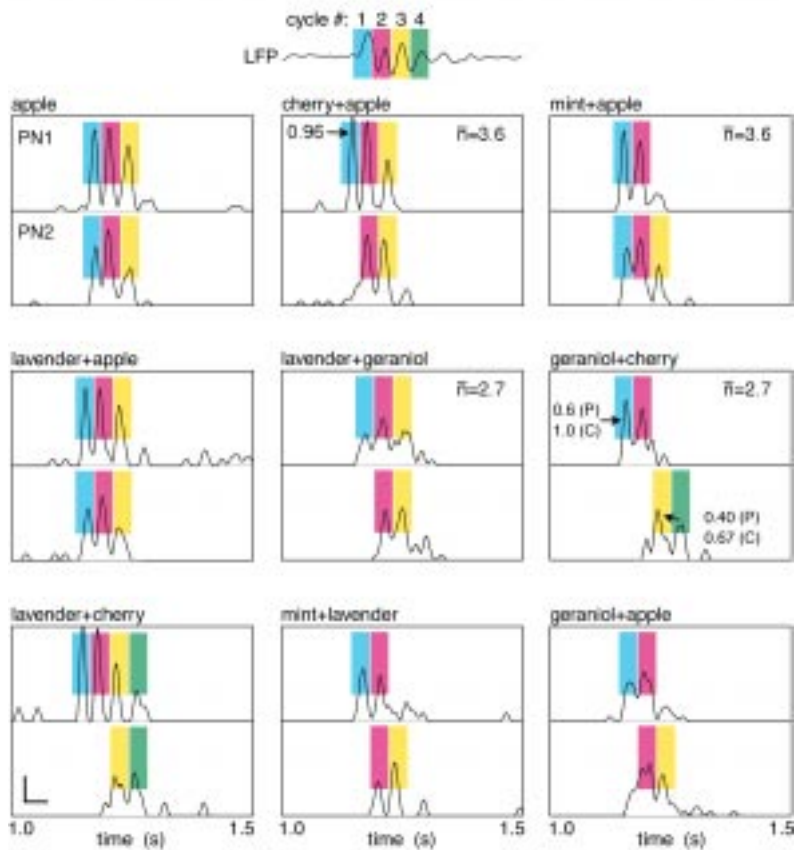 cycle #: 1 2 3 4
LFP
apple
cherry+apple
mint+apple
PN1
0.96
n̄=3.6
n̄=3.6
PN2
lavender+apple
lavender+geraniol
geraniol+cherry
n̄=2.7
n̄=2.7
0.6 (P)
1.0 (C)
0.40 (P)
0.67 (C)
lavender+cherry
mint+lavender
geraniol+apple
1.0
1.5
1.0
1.5
1.0
1.5
time (s)
time (s)
time (s)